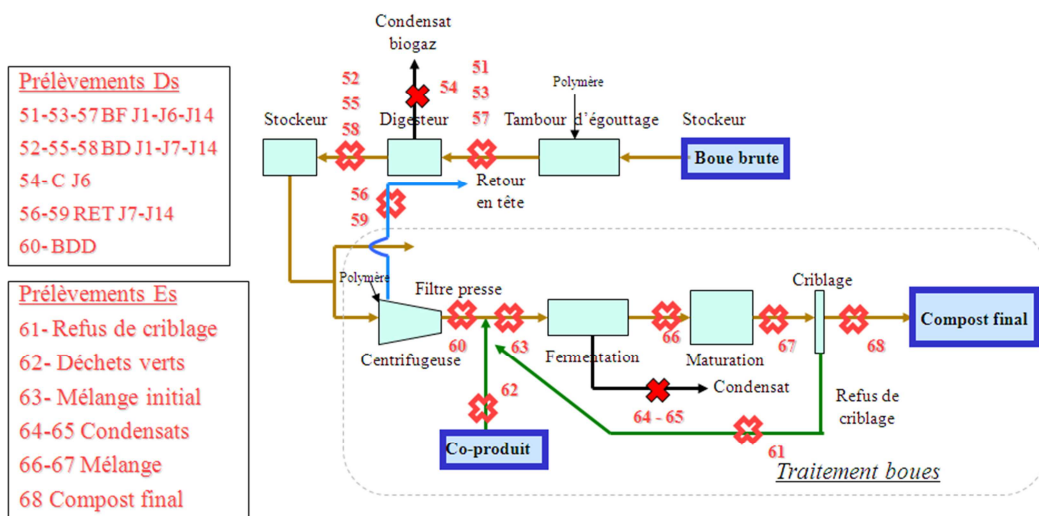 Prélèvements Ds
51-53-57 BF J1-J6-J14
52-55-58 BD J1-J7-J14
54- C J6
56-59 RET J7-J14
60- BDD
Prélèvements Es
61- Refus de criblage
62- Déchets verts
63- Mélange initial
64-65 Condensats
66-67 Mélange
68 Compost final
Condensat
biogaz
52
55
58
54
51
53
57
Polymère
Stockeur
Digesteur
Tambour d'égouttage
Stockeur
Boue brute
56
59
Retour
en tête
Polymère
Filtre presse
Criblage
Centrifugeuse
60
63
Fermentation
66
Maturation
67
68
Compost final
62
Condensat
64 - 65
Refus de
criblage
Co-produit
61
Traitement boues